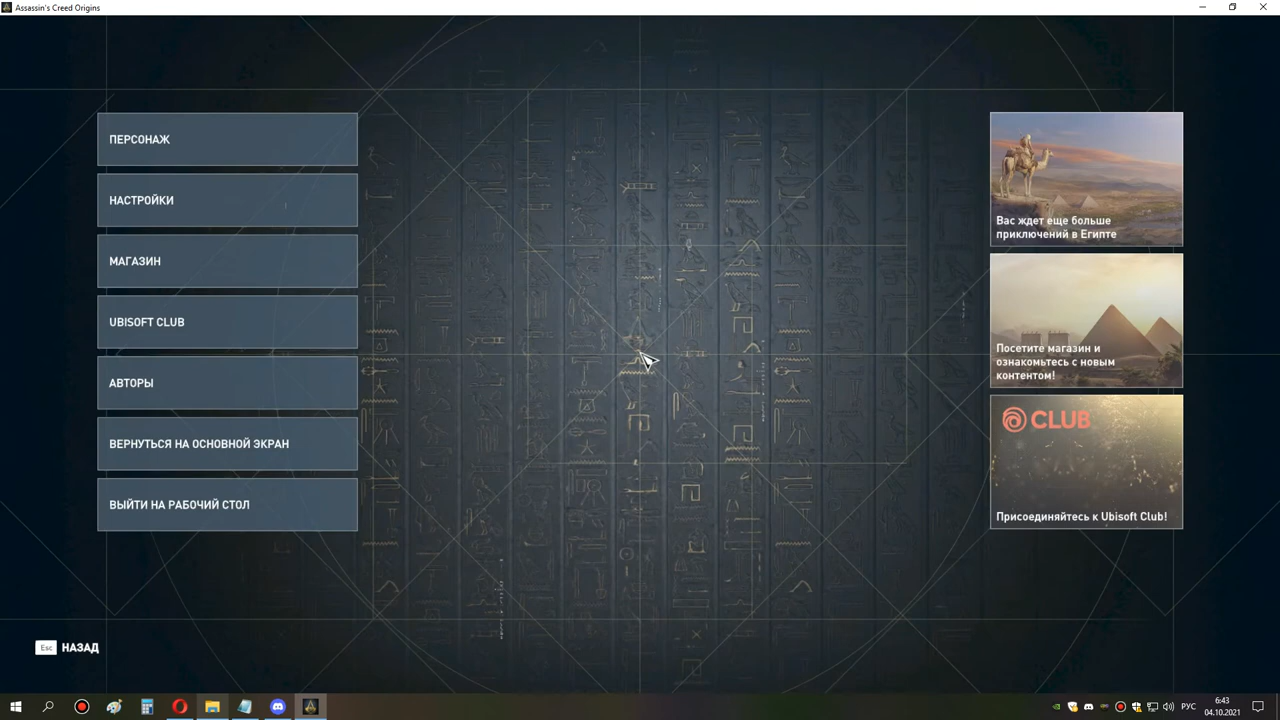 Assassin's Creed Origins
ПЕРСОНАЖ
НАСТРОЙКИ
МАГАЗИН
UBISOFT CLUB
АВТОРЫ
ВЕРНУТЬСЯ НА ОСНОВНОЙ ЭКРАН
ВЫЙТИ НА РАБОЧИЙ СТОЛ
Вас ждет еще больше
приключений в Египте
Посетите магазин и
ознакомьтесь с новым
контентом!
CLUB
Присоединяйтесь к Ubisoft Club!
Esc НАЗАД
РУС
6:43
04.10.2021